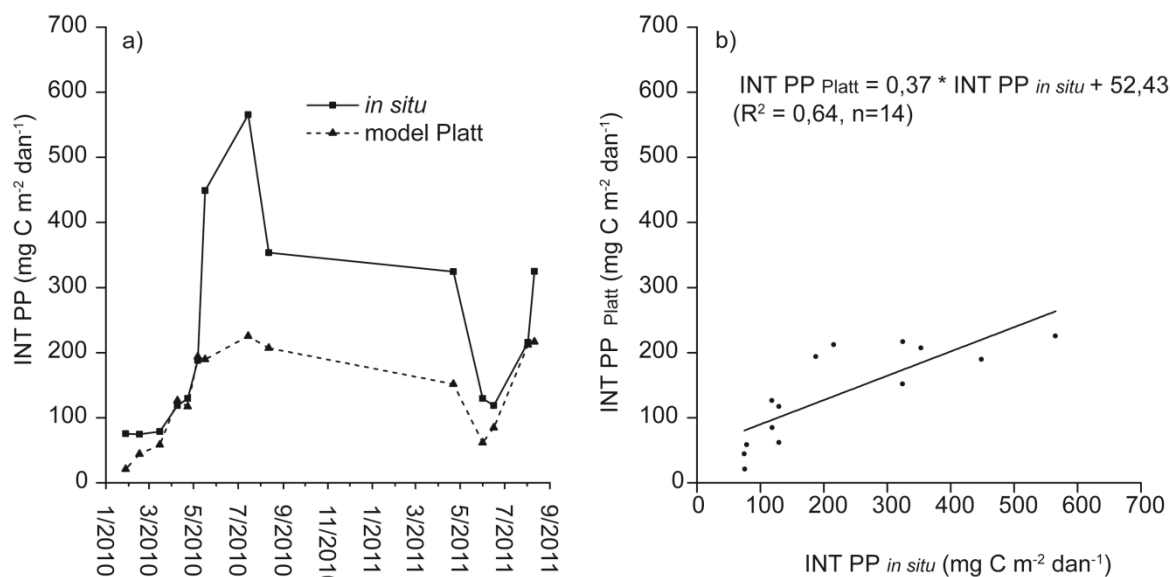 a)
INT PP (mg C m⁻² dan⁻¹)
700
600
500
400
300
200
100
0
in situ
model Platt
1/2010
3/2010
5/2010
7/2010
9/2010
1/2011
3/2011
5/2011
7/2011
9/2011
b)
INT PP Platt = 0,37 * INT PP in situ + 52,43
(R² = 0,64, n=14)
INT PP Platt (mg C m⁻² dan⁻¹)
700
600
500
400
300
200
100
0
0 100 200 300 400 500 600 700
INT PP in situ (mg C m⁻² dan⁻¹)